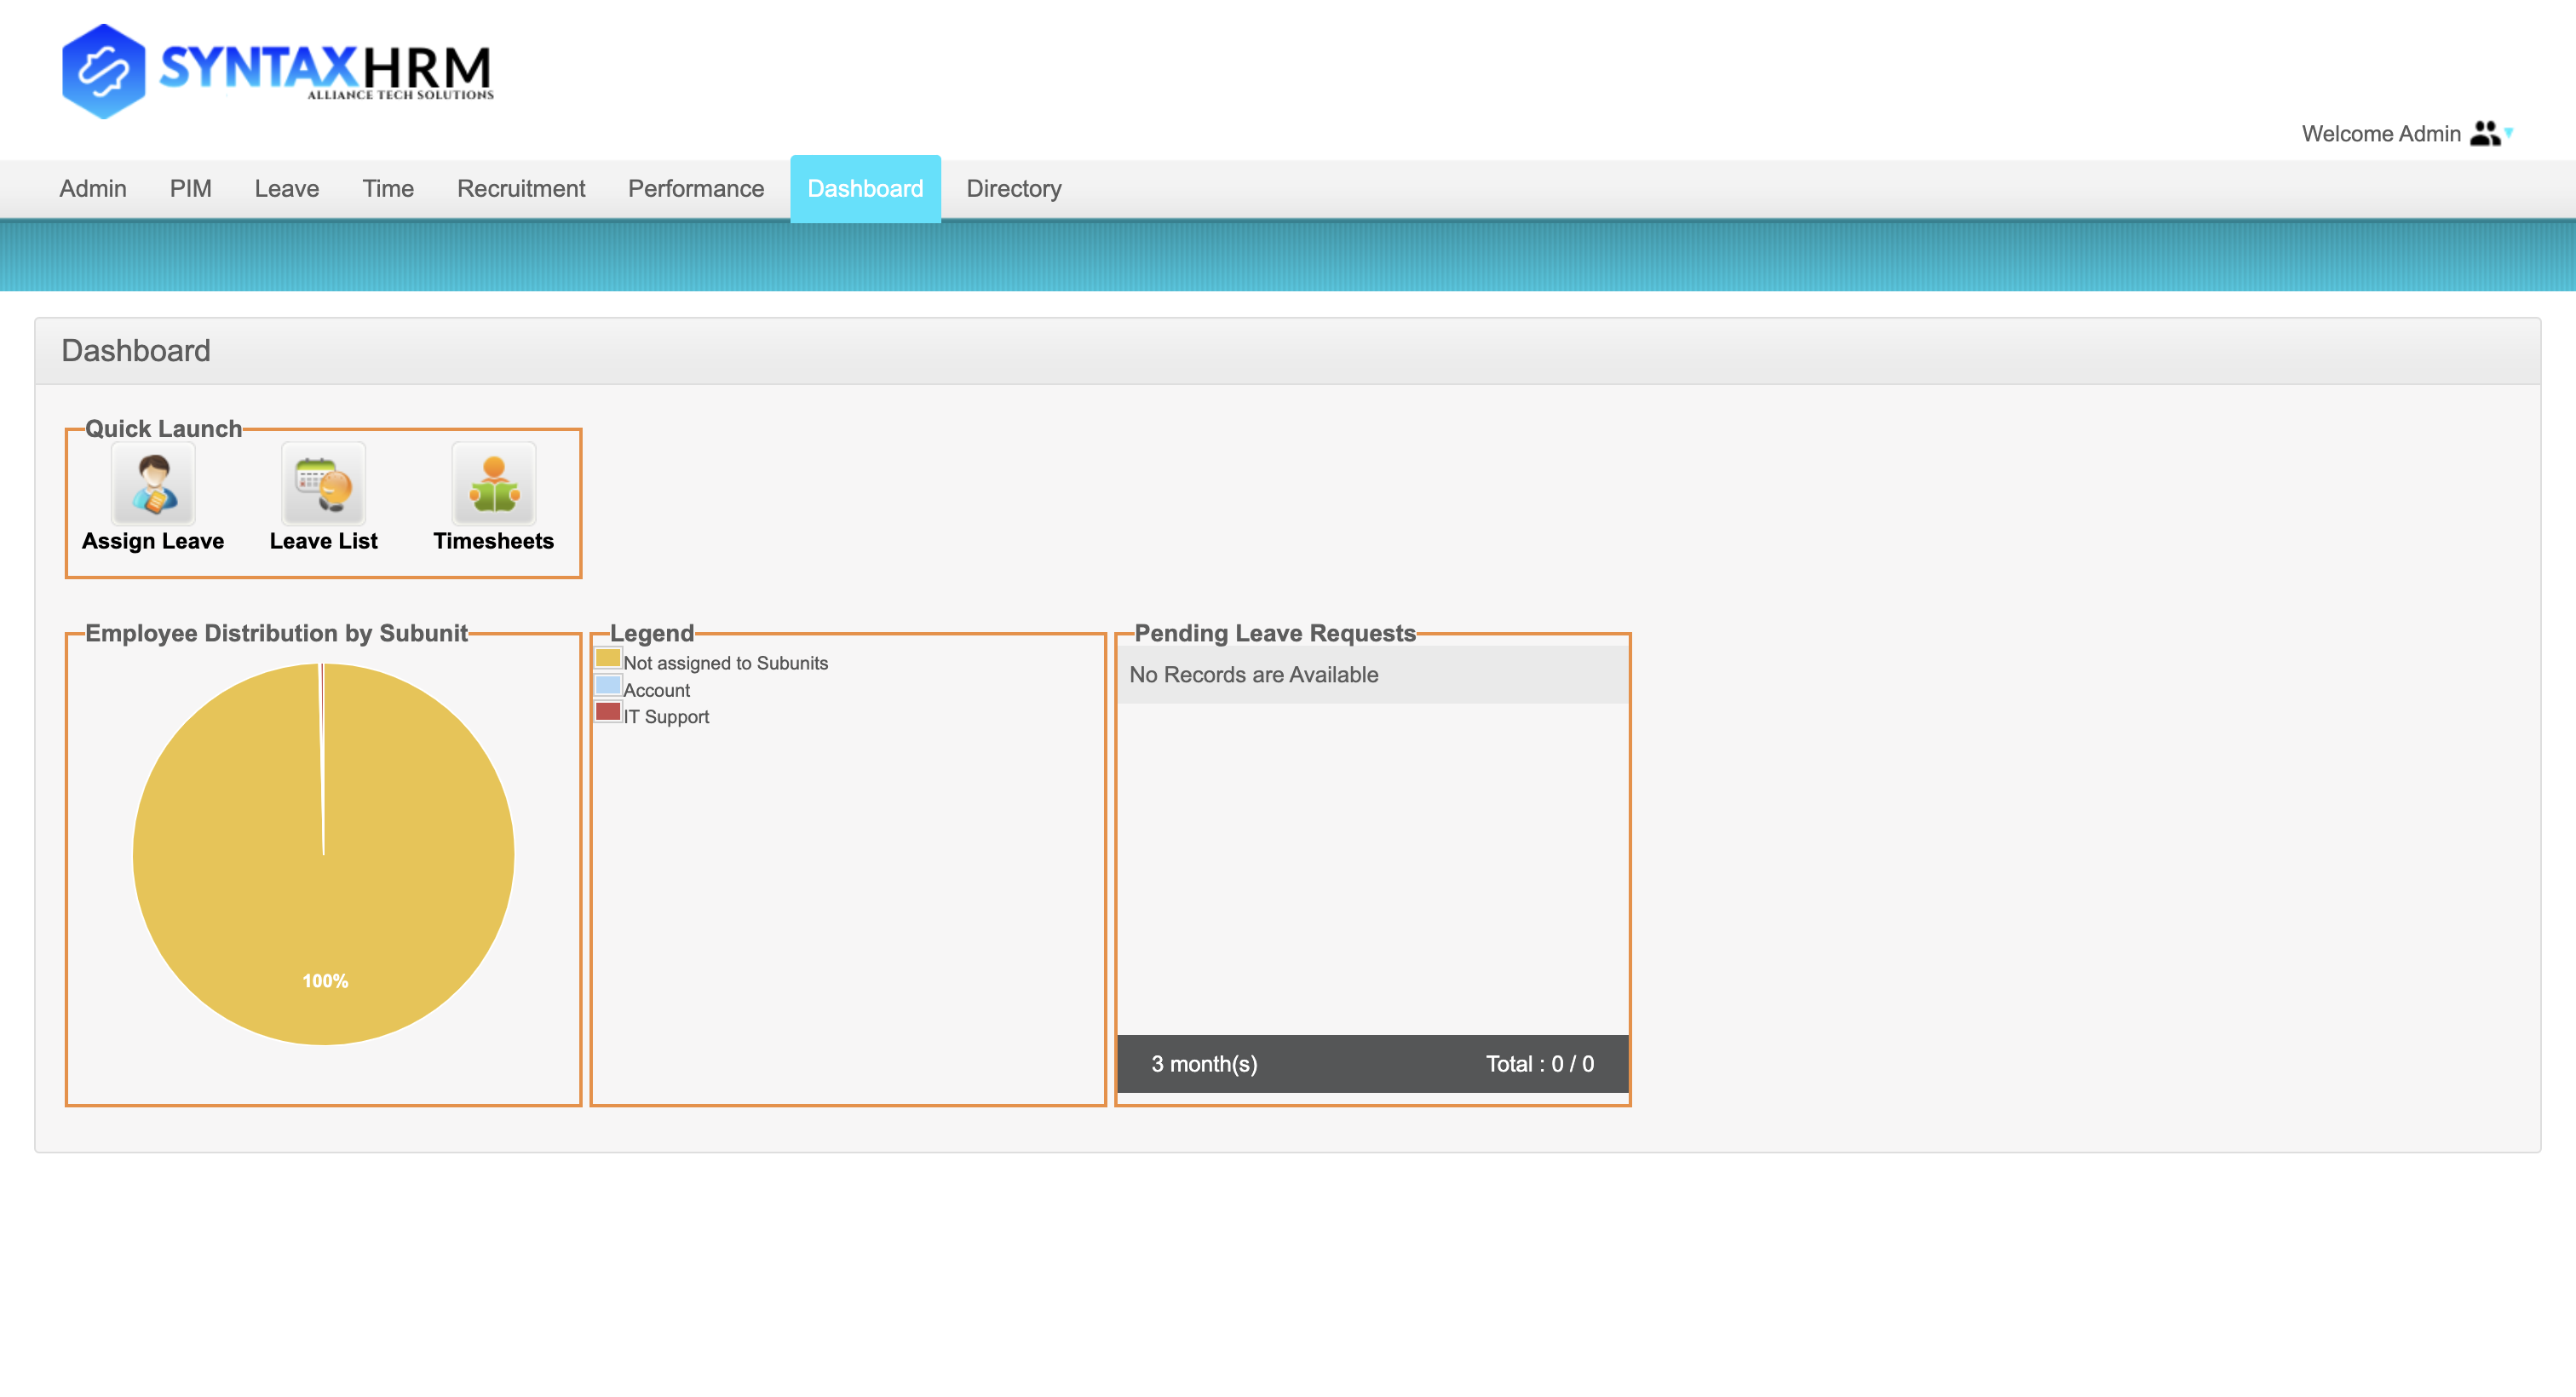 SYNTAXHRM
ALLIANCE TECH SOLUTIONS
Welcome Admin
Admin PIM Leave Time Recruitment Performance Dashboard Directory
Dashboard
Quick Launch
Assign Leave Leave List Timesheets
Employee Distribution by Subunit
100%
Legend
Not assigned to Subunits
Account
IT Support
Pending Leave Requests
No Records are Available
3 month(s) Total : 0 / 0